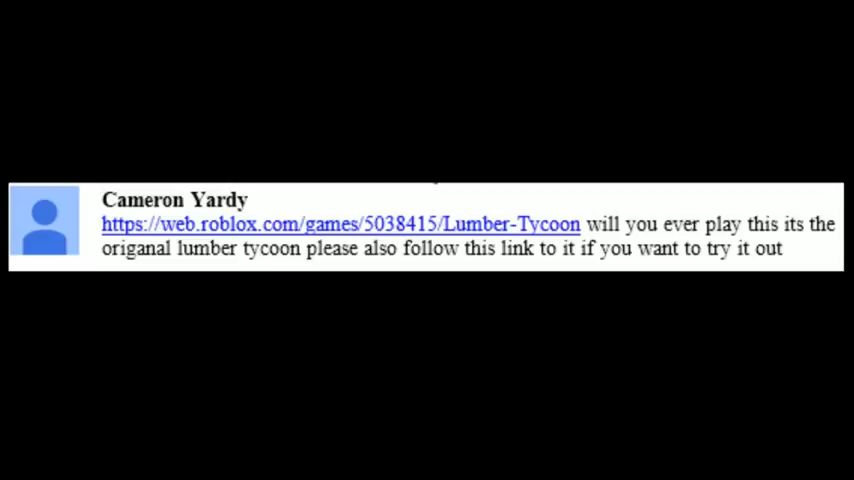 Cameron Yardy
https://web.roblox.com/games/5038415/Lumber-Tycoon will you ever play this its the
origanal lumber tycoon please also follow this link to it if you want to try it out